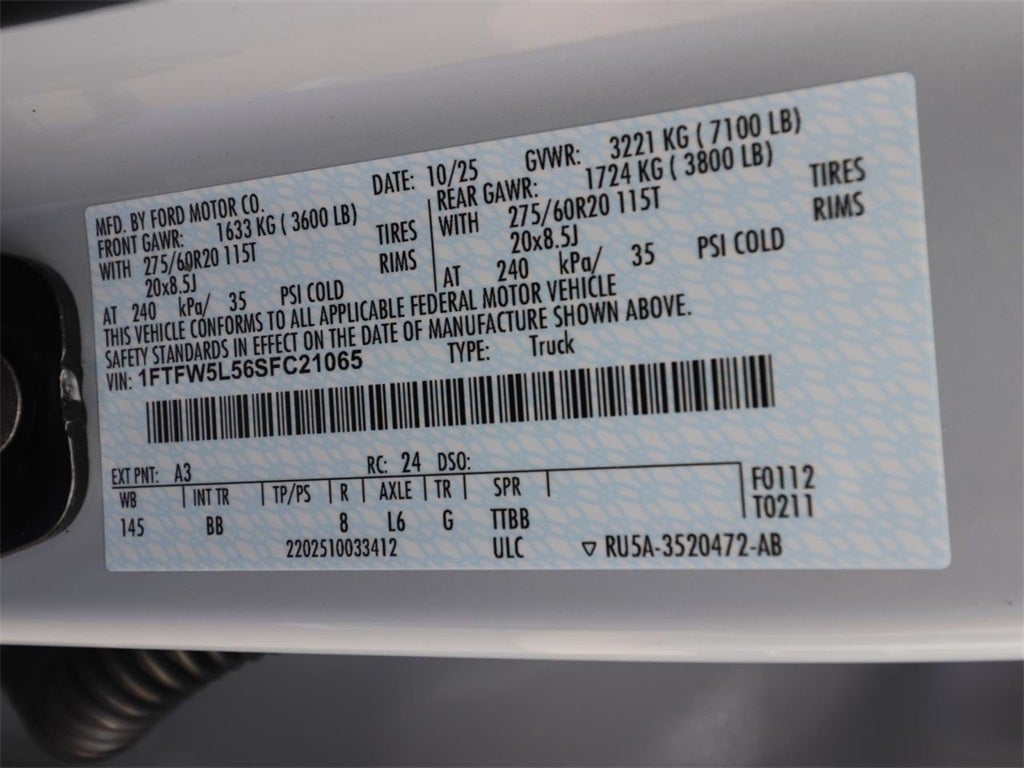 MFD. BY FORD MOTOR CO. DATE: 10/25 GVWR: 3221 KG ( 7100 LB)
FRONT GAWR: 1633 KG ( 3600 LB) REAR GAWR: 1724 KG ( 3800 LB)
WITH 275/60R20 115T TIRES WITH 275/60R20 115T TIRES
20x8.5J RIMS 20x8.5J RIMS
AT 240 kPa/ 35 PSI COLD AT 240 kPa/ 35 PSI COLD
THIS VEHICLE CONFORMS TO ALL APPLICABLE FEDERAL MOTOR VEHICLE
SAFETY STANDARDS IN EFFECT ON THE DATE OF MANUFACTURE SHOWN ABOVE.
VIN: 1FTFW5L56SFC21065 TYPE: Truck
EXT PNT: A3 RC: 24 DSO:
WB INT TR TP/PS R AXLE TR SPR F0112
145 BB 8 L6 G TTBB T0211
2202510033412 ULC ▽ RU5A-3520472-AB